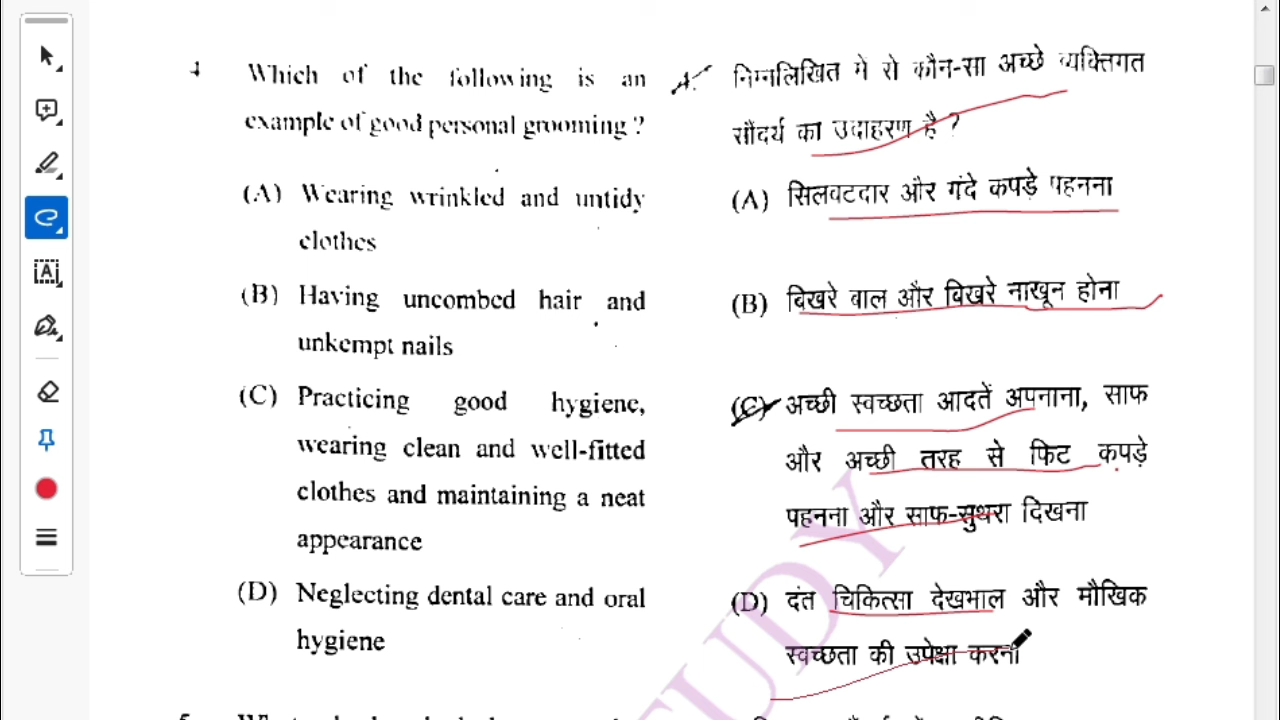 4 Which of the following is an
example of good personal grooming ?
(A) Wearing wrinkled and untidy
clothes
(B) Having uncombed hair and
unkempt nails
(C) Practicing good hygiene,
wearing clean and well-fitted
clothes and maintaining a neat
appearance
(D) Neglecting dental care and oral
hygiene
4. निम्नलिखित में से कौन-सा अच्छे व्यक्तिगत
सौंदर्य का उदाहरण है ?
(A) सिलवटदार और गंदे कपड़े पहनना
(B) बिखरे बाल और बिखरे नाखून होना
(C) अच्छी स्वच्छता आदतें अपनाना, साफ
और अच्छी तरह से फिट कपड़े
पहनना और साफ-सुथरा दिखना
(D) दंत चिकित्सा देखभाल और मौखिक
स्वच्छता की उपेक्षा करना
TUDY